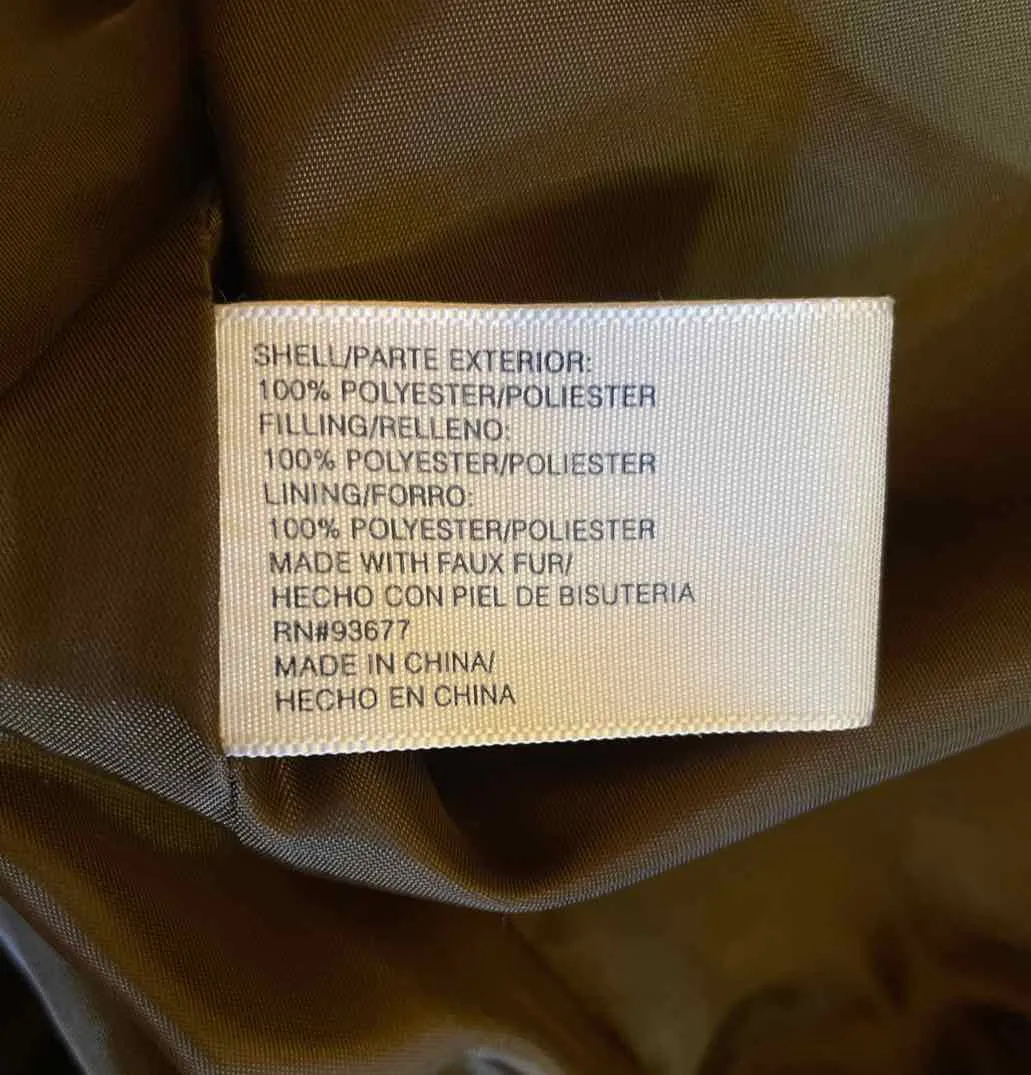 SHELL/PARTE EXTERIOR:
100% POLYESTER/POLIESTER
FILLING/RELLENO:
100% POLYESTER/POLIESTER
LINING/FORRO:
100% POLYESTER/POLIESTER
MADE WITH FAUX FUR/
HECHO CON PIEL DE BISUTERIA
RN#93677
MADE IN CHINA/
HECHO EN CHINA